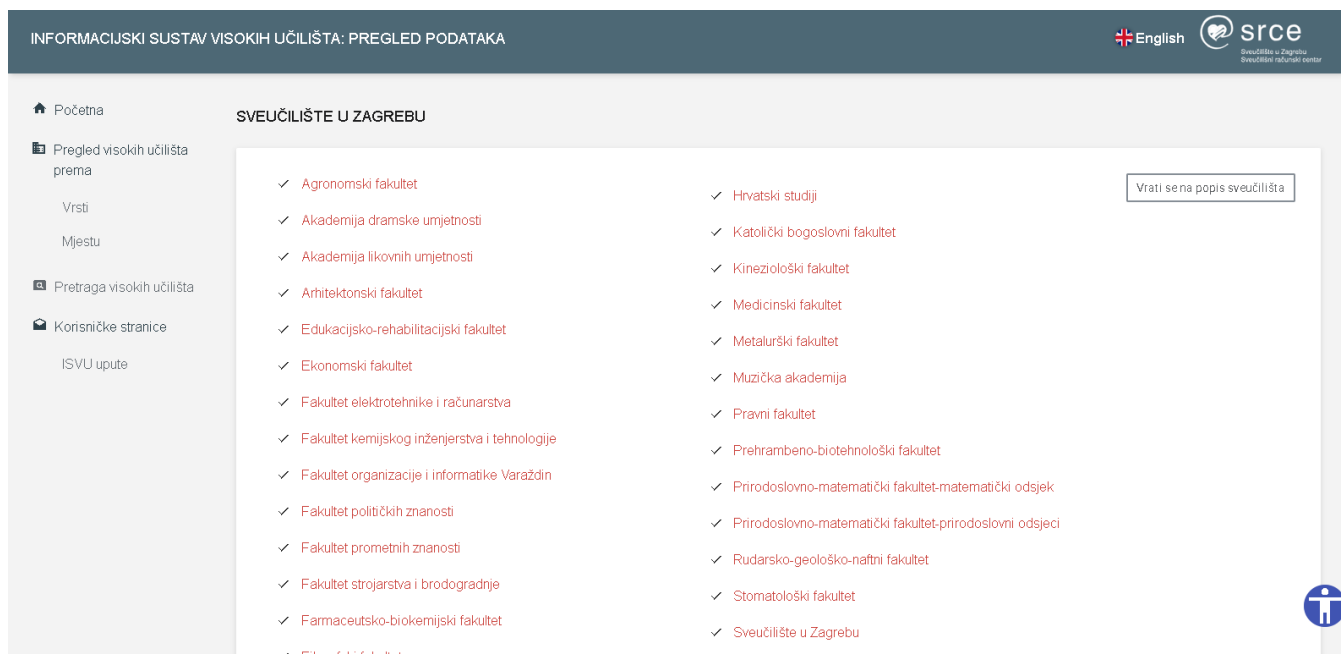 INFORMACIJSKI SUSTAV VISOKIH UČILIŠTA: PREGLED PODATAKA
English
srce
Sveučilište u Zagrebu
Sveučilišni računski centar
Početna
Pregled visokih učilišta
prema
Vrsti
Mjestu
Pretraga visokih učilišta
Korisničke stranice
ISVU upute
SVEUČILIŠTE U ZAGREBU
Vrati se na popis sveučilišta
Agronomski fakultet
Akademija dramske umjetnosti
Akademija likovnih umjetnosti
Arhitektonski fakultet
Edukacijsko-rehabilitacijski fakultet
Ekonomski fakultet
Fakultet elektrotehnike i računarstva
Fakultet kemijskog inženjerstva i tehnologije
Fakultet organizacije i informatike Varaždin
Fakultet političkih znanosti
Fakultet prometnih znanosti
Fakultet strojarstva i brodogradnje
Farmaceutsko-biokemijski fakultet
Hrvatski studiji
Katolički bogoslovni fakultet
Kineziološki fakultet
Medicinski fakultet
Metalurški fakultet
Muzička akademija
Pravni fakultet
Prehrambeno-biotehnološki fakultet
Prirodoslovno-matematički fakultet-matematički odsjek
Prirodoslovno-matematički fakultet-prirodoslovni odsjeci
Rudarsko-geološko-naftni fakultet
Stomatološki fakultet
Sveučilište u Zagrebu